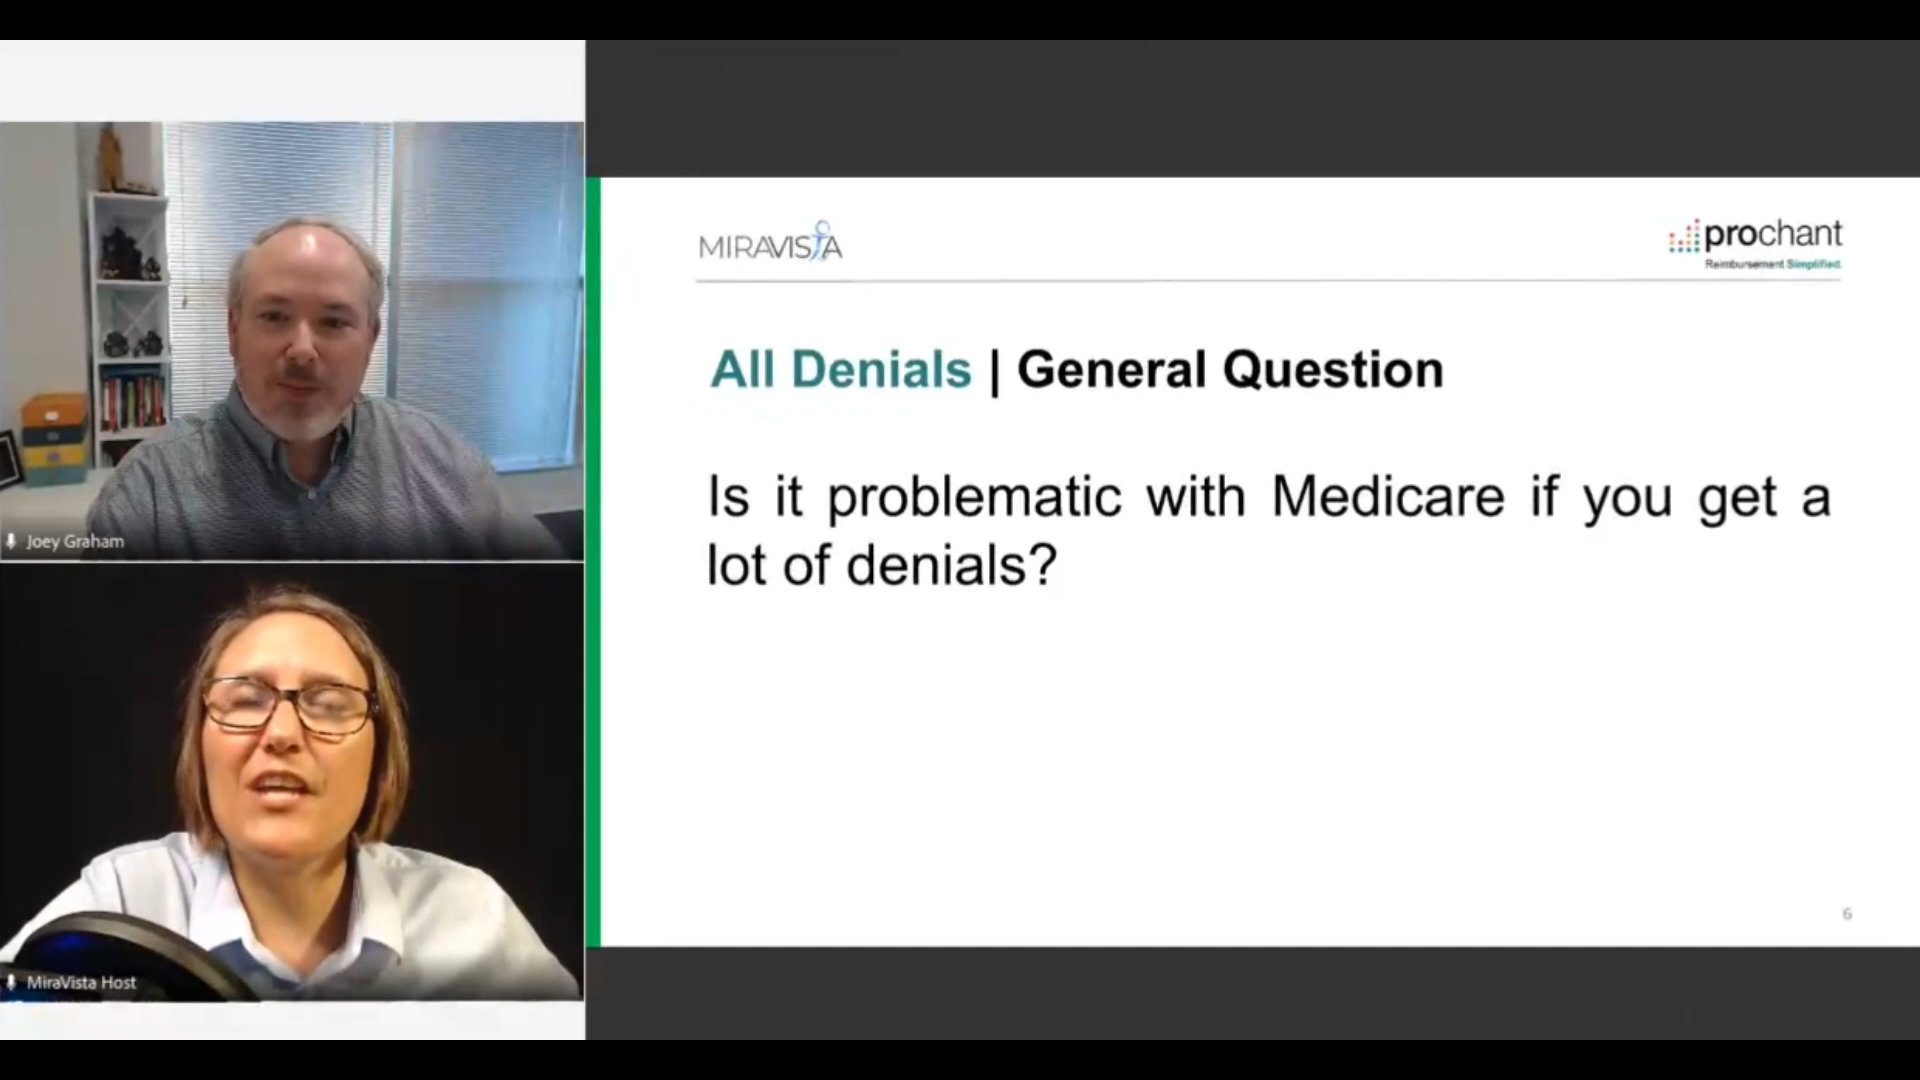 Joey Graham
MiraVista Host
MIRAVISTA
prochant
Reimbursement Simplified.
All Denials | General Question
Is it problematic with Medicare if you get a
lot of denials?
6